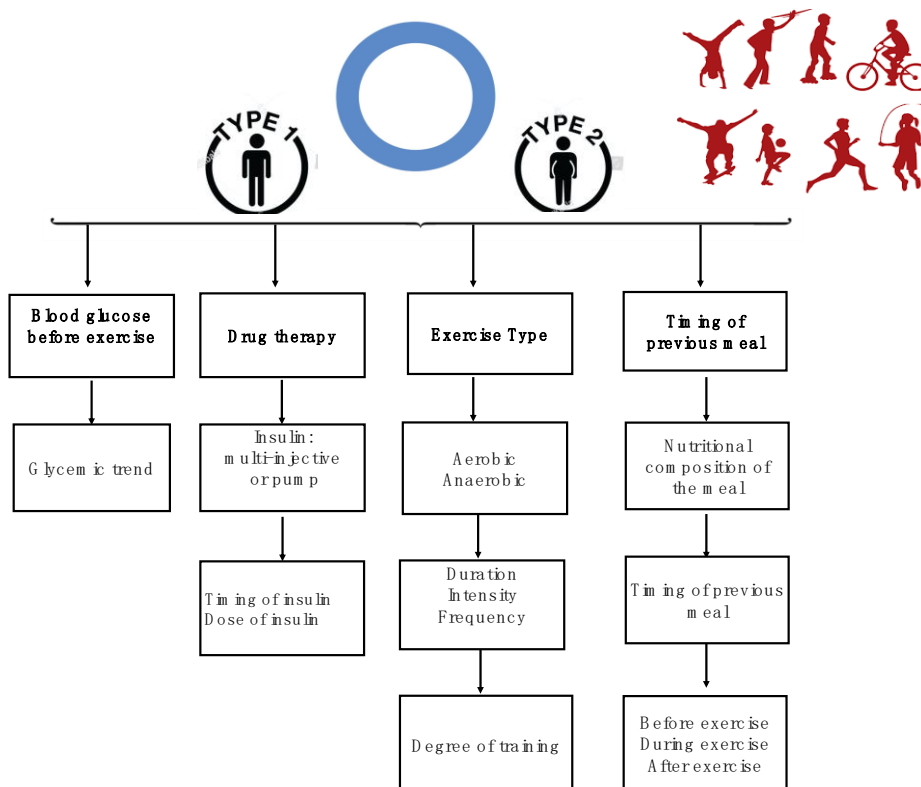 TYPE 1
TYPE 2
Blood glucose
before exercise
Drug therapy
Exercise Type
Timing of
previous meal
Glycemic trend
Insulin:
multi-injective
or pump
Aerobic
Anaerobic
Nutritional
composition of
the meal
Timing of insulin
Dose of insulin
Duration
Intensity
Frequency
Timing of previous
meal
Degree of training
Before exercise
During exercise
After exercise